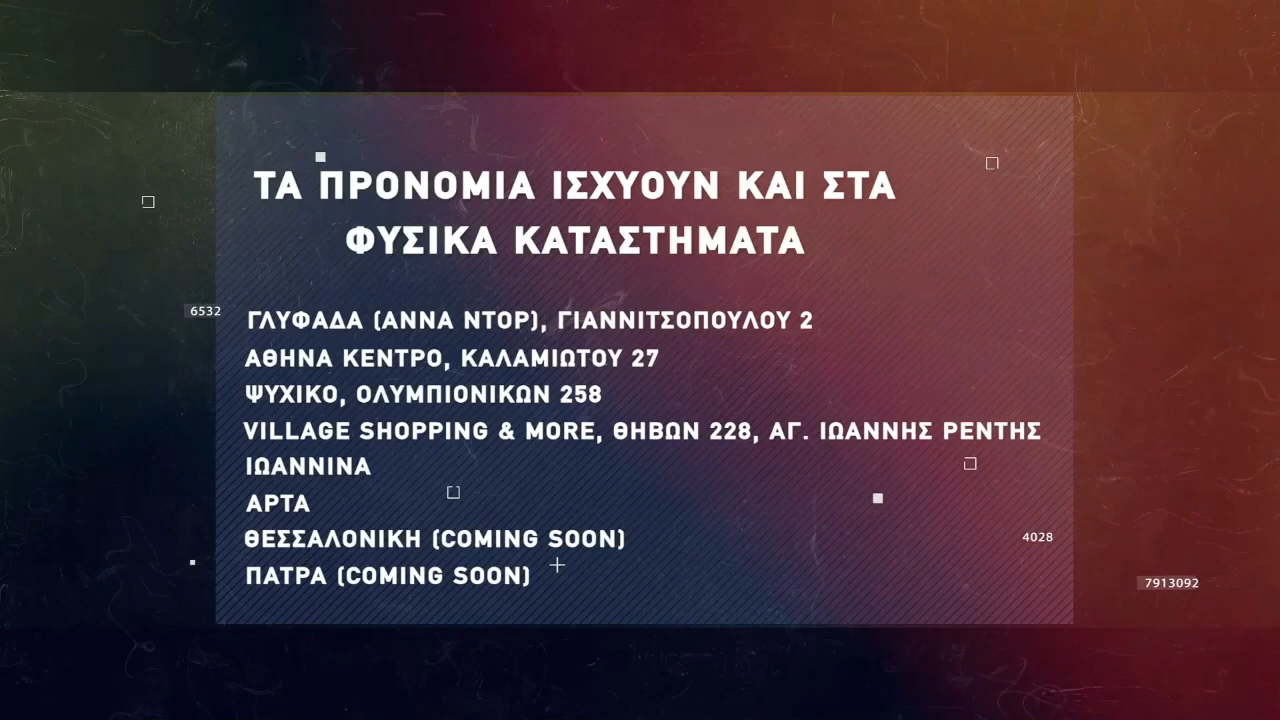 ΤΑ ΠΡΟΝΟΜΙΑ ΙΣΧΥΟΥΝ ΚΑΙ ΣΤΑ
ΦΥΣΙΚΑ ΚΑΤΑΣΤΗΜΑΤΑ
6532
ΓΛΥΦΑΔΑ (ΑΝΝΑ ΝΤΟΡ), ΓΙΑΝΝΙΤΣΟΠΟΥΛΟΥ 2
ΑΘΗΝΑ ΚΕΝΤΡΟ, ΚΑΛΑΜΙΩΤΟΥ 27
ΨΥΧΙΚΟ, ΟΛΥΜΠΙΟΝΙΚΩΝ 258
VILLAGE SHOPPING & MORE, ΘΗΒΩΝ 228, ΑΓ. ΙΩΑΝΝΗΣ ΡΕΝΤΗΣ
ΙΩΑΝΝΙΝΑ
ΑΡΤΑ
ΘΕΣΣΑΛΟΝΙΚΗ (COMING SOON)
4028
ΠΑΤΡΑ (COMING SOON)
7913092